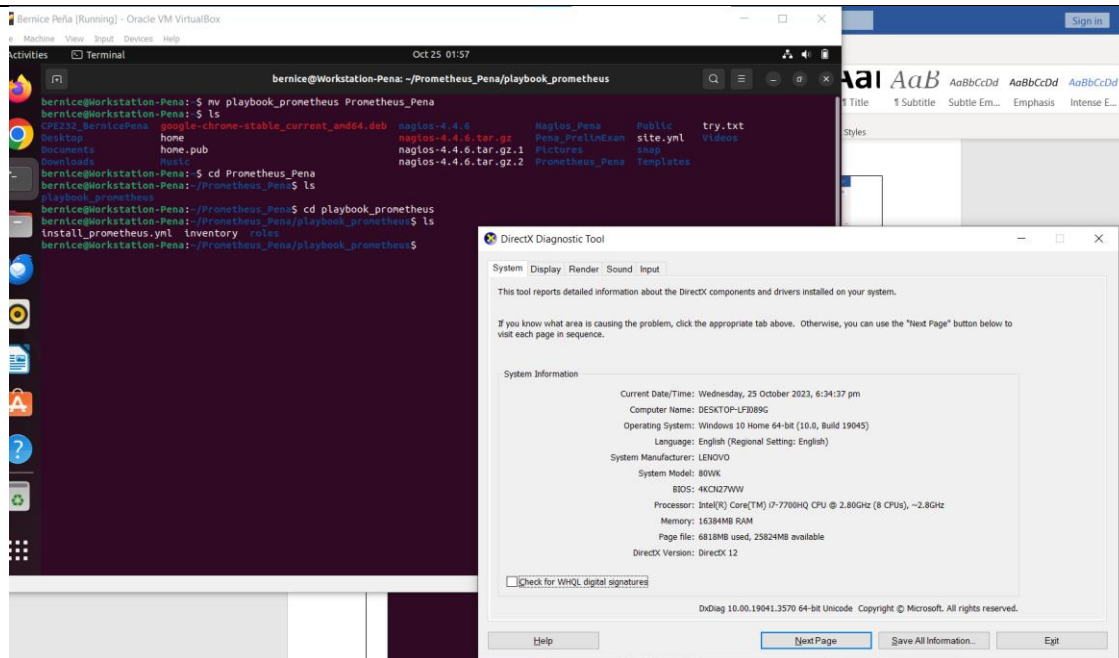 Bernice Peña [Running] - Oracle VM VirtualBox
Machine View Input Devices Help
Activities Terminal Oct 25 01:57
bernice@Workstation-Pena: ~/Prometheus_Pena/playbook_prometheus
bernice@Workstation-Pena:~$ mv playbook_prometheus Prometheus_Pena
bernice@Workstation-Pena:~$ ls
CPE232_BernicePena google-chrome-stable_current_amd64.deb nagios-4.4.6 Nagios_Pena Public try.txt
Desktop home nagios-4.4.6.tar.gz Pena_PrelimExam site.yml Videos
Documents home.pub nagios-4.4.6.tar.gz.1 Pictures snap
Downloads Music nagios-4.4.6.tar.gz.2 Prometheus_Pena Templates
bernice@Workstation-Pena:~$ cd Prometheus_Pena
bernice@Workstation-Pena:~/Prometheus_Pena$ ls
playbook_prometheus
bernice@Workstation-Pena:~/Prometheus_Pena$ cd playbook_prometheus
bernice@Workstation-Pena:~/Prometheus_Pena/playbook_prometheus$ ls
install_prometheus.yml inventory roles
bernice@Workstation-Pena:~/Prometheus_Pena/playbook_prometheus$
Sign in
AaB AaBbCcDd AaBbCcDd AaBbCcDd
¶ Title ¶ Subtitle Subtle Em... Emphasis Intense E...
Styles
DirectX Diagnostic Tool
System Display Render Sound Input
This tool reports detailed information about the DirectX components and drivers installed on your system.
If you know what area is causing the problem, click the appropriate tab above. Otherwise, you can use the "Next Page" button below to
visit each page in sequence.
System Information
Current Date/Time: Wednesday, 25 October 2023, 6:34:37 pm
Computer Name: DESKTOP-LFI089G
Operating System: Windows 10 Home 64-bit (10.0, Build 19045)
Language: English (Regional Setting: English)
System Manufacturer: LENOVO
System Model: 80WK
BIOS: 4KCN27WW
Processor: Intel(R) Core(TM) i7-7700HQ CPU @ 2.80GHz (8 CPUs), ~2.8GHz
Memory: 16384MB RAM
Page file: 6818MB used, 25824MB available
DirectX Version: DirectX 12
Check for WHQL digital signatures
DxDiag 10.00.19041.3570 64-bit Unicode Copyright © Microsoft. All rights reserved.
Help Next Page Save All Information... Exit